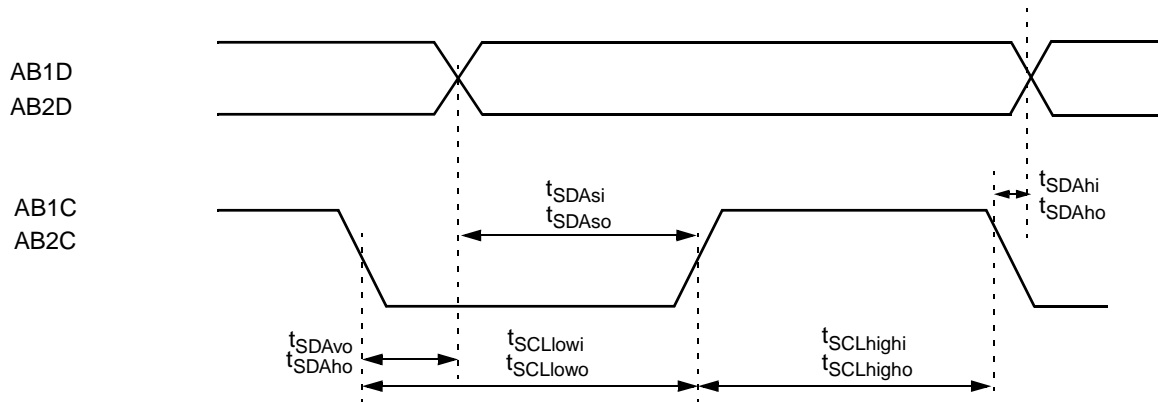 AB1D
AB2D
AB1C
AB2C
tSDAsi
tSDAso
tSDAhi
tSDAho
tSDAvo
tSDAho
tSCLlowi
tSCLlowo
tSCLhighi
tSCLhigho